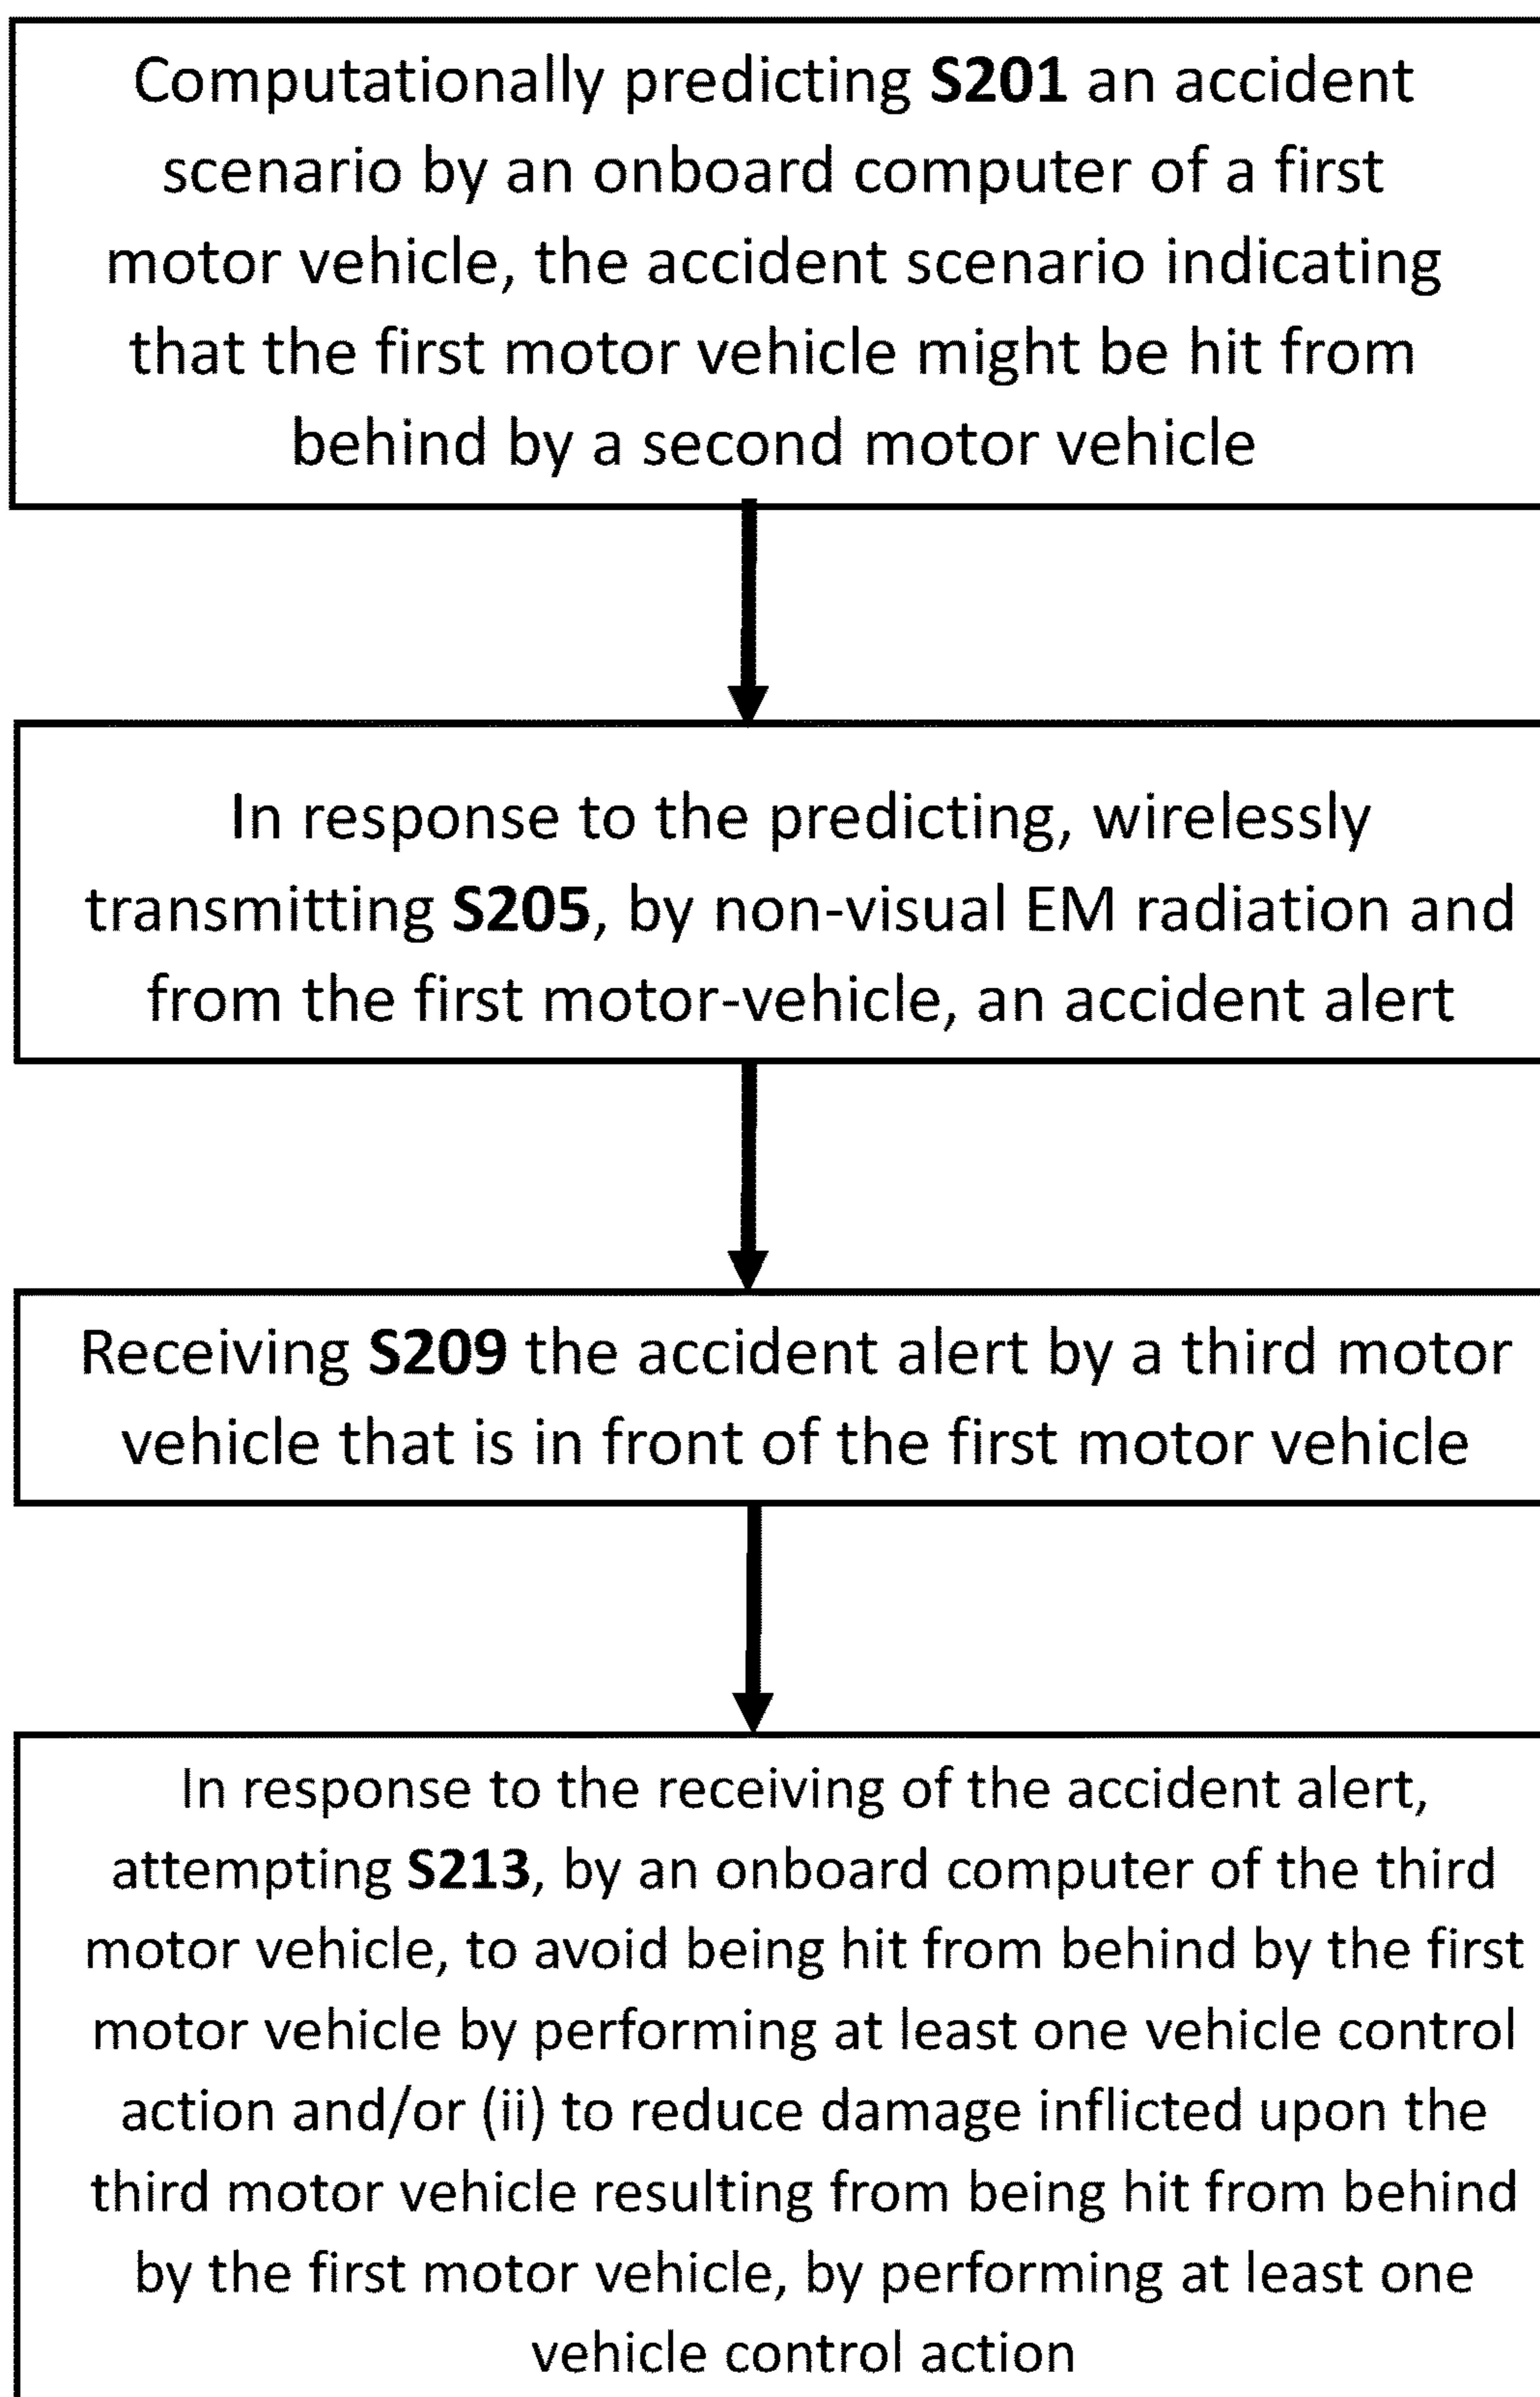 Computationally predicting S201 an accident
scenario by an onboard computer of a first
motor vehicle, the accident scenario indicating
that the first motor vehicle might be hit from
behind by a second motor vehicle
In response to the predicting, wirelessly
transmitting S205, by non-visual EM radiation and
from the first motor-vehicle, an accident alert
Receiving S209 the accident alert by a third motor
vehicle that is in front of the first motor vehicle
In response to the receiving of the accident alert,
attempting S213, by an onboard computer of the third
motor vehicle, to avoid being hit from behind by the first
motor vehicle by performing at least one vehicle control
action and/or (ii) to reduce damage inflicted upon the
third motor vehicle resulting from being hit from behind
by the first motor vehicle, by performing at least one
vehicle control action